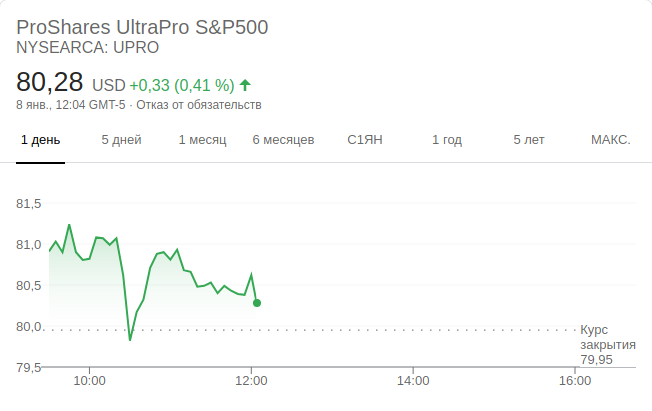 ProShares UltraPro S&P500
NYSEARCA: UPRO
80,28 USD +0,33 (0,41 %)
8 янв., 12:04 GMT-5 · Отказ от обязательств
1 день 5 дней 1 месяц 6 месяцев С1ЯН 1 год 5 лет МАКС.
81,5
81,0
80,5
80,0
Курс
закрытия
79,95
79,5
10:00 12:00 14:00 16:00